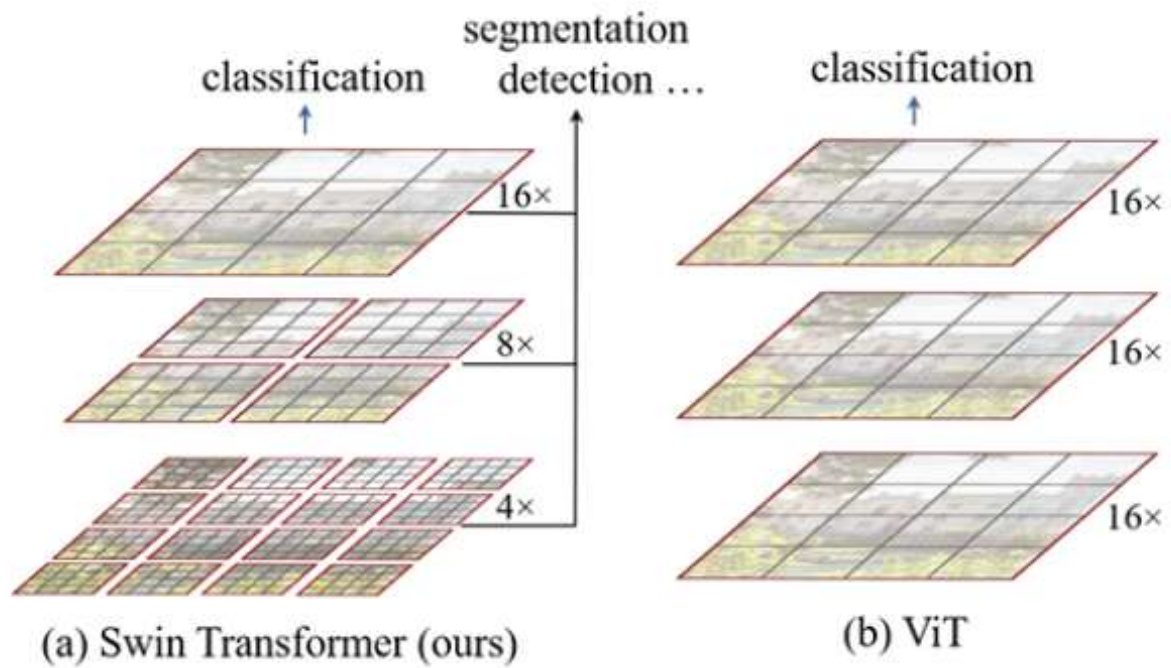 segmentation
classification
detection ...
classification
16×
8×
4×
16×
16×
16×
(a) Swin Transformer (ours)
(b) ViT